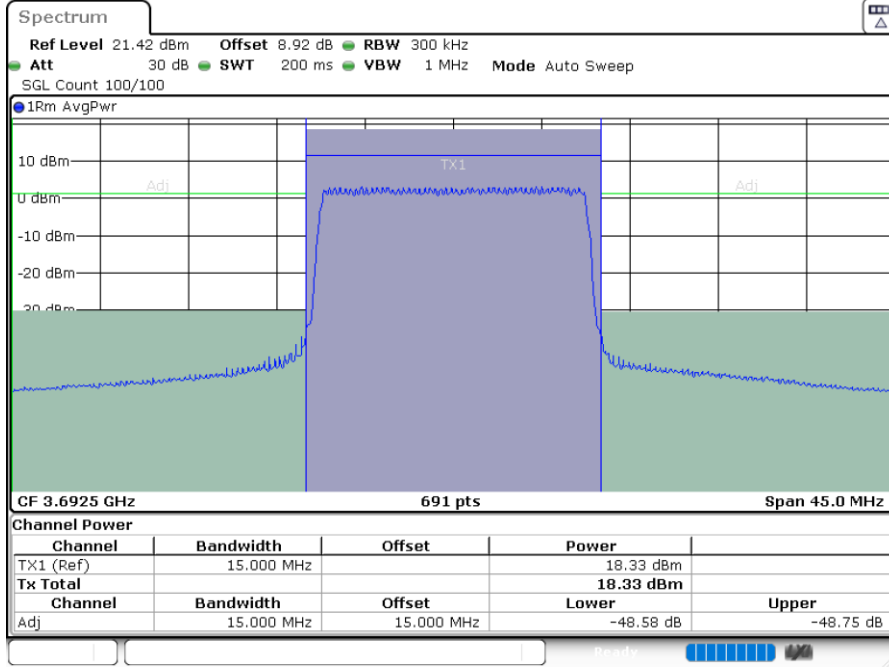 Spectrum
Ref Level 21.42 dBm Offset 8.92 dB RBW 300 kHz
Att 30 dB SWT 200 ms VBW 1 MHz Mode Auto Sweep
SGL Count 100/100
1Rm AvgPwr
10 dBm
TX1
Adj Adj
0 dBm
-10 dBm
-20 dBm
-30 dBm
CF 3.6925 GHz 691 pts Span 45.0 MHz
Channel Power
Channel Bandwidth Offset Power
TX1 (Ref) 15.000 MHz 18.33 dBm
Tx Total 18.33 dBm
Channel Bandwidth Offset Lower Upper
Adj 15.000 MHz 15.000 MHz -48.58 dB -48.75 dB
Ready